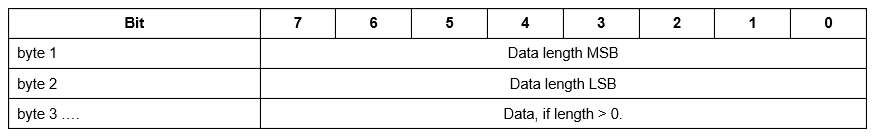 Bit 7 6 5 4 3 2 1 0
byte 1 Data length MSB
byte 2 Data length LSB
byte 3 .... Data, if length > 0.